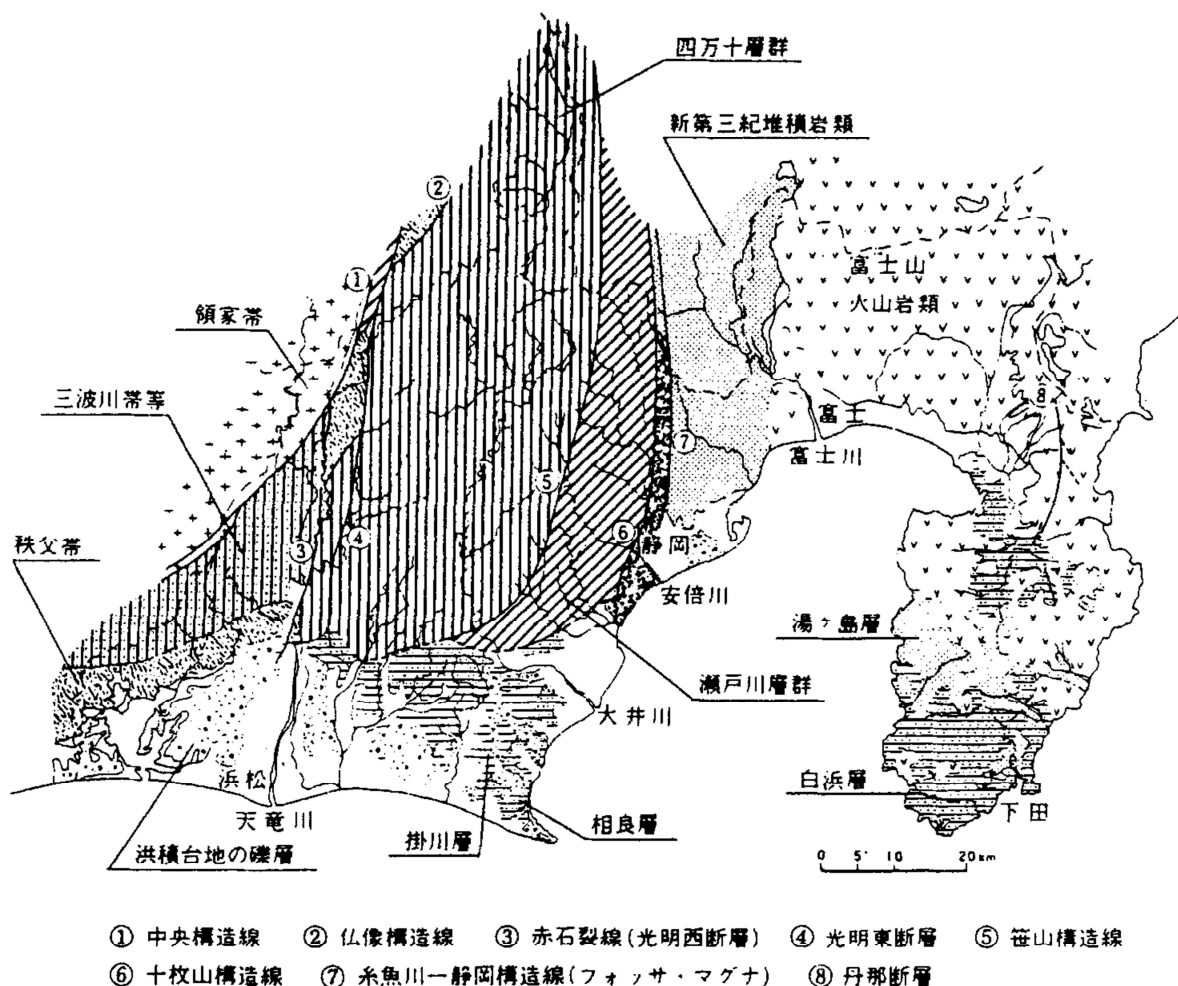 四万十層群
新第三紀堆積岩類
②
①
富士山
火山岩類
領家帯
⑧
三波川帯等
富士
⑦
富士川
⑤
秩父帯
③
④
⑥
静岡
安倍川
湯ヶ島層
瀬戸川層群
大井川
浜松
白浜層
天竜川
相良層
下田
掛川層
洪積台地の礫層
0 5 10 20km
① 中央構造線 ② 仏像構造線 ③ 赤石裂線(光明西断層) ④ 光明東断層 ⑤ 笹山構造線
⑥ 十枚山構造線 ⑦ 糸魚川一静岡構造線(フォッサ・マグナ) ⑧ 丹那断層